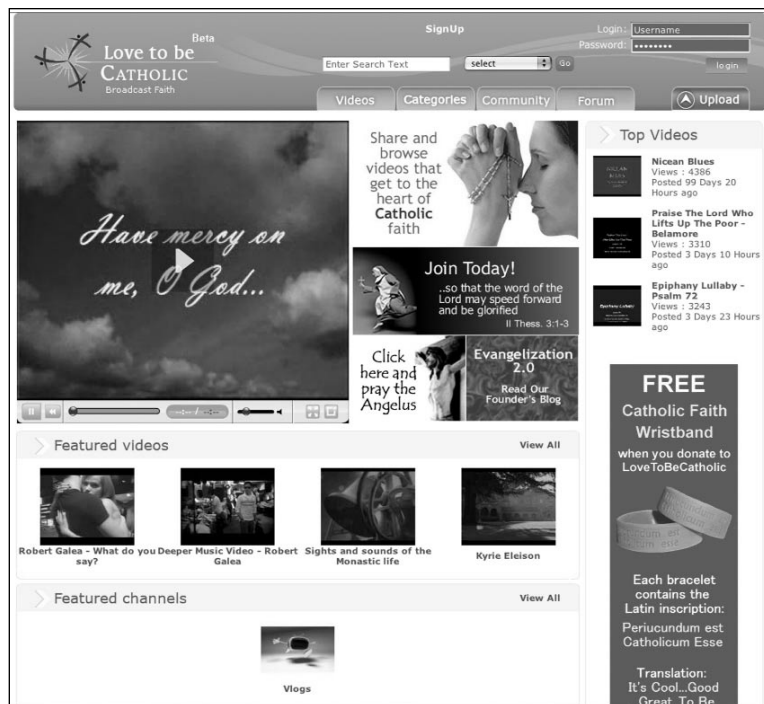 Beta
Love to be
CATHOLIC
Broadcast Faith
SignUp
Login: Username
Password: ••••••••
Enter Search Text
select
Go
login
Videos
Categories
Community
Forum
Upload
Have mercy on
me, O God...
Share and
browse
videos that
get to the
heart of
Catholic
faith
Join Today!
..so that the word of the
Lord may speed forward
and be glorified
II Thess. 3:1-3
Click
here and
pray the
Angelus
Evangelization
2.0
Read Our
Founder's Blog
Top Videos
Nicean Blues
Views : 4386
Posted 99 Days 20
Hours ago
Praise The Lord Who
Lifts Up The Poor -
Belamore
Views : 3310
Posted 3 Days 10 Hours
ago
Epiphany Lullaby -
Psalm 72
Views : 3243
Posted 3 Days 23 Hours
ago
Featured videos
View All
Robert Galea - What do you
say?
Deeper Music Video - Robert
Galea
Sights and sounds of the
Monastic life
Kyrie Eleison
Featured channels
View All
Vlogs
FREE
Catholic Faith
Wristband
when you donate to
LoveToBeCatholic
Each bracelet
contains the
Latin inscription:
Periucundum est
Catholicum Esse
Translation:
It's Cool...Good
Great To Be